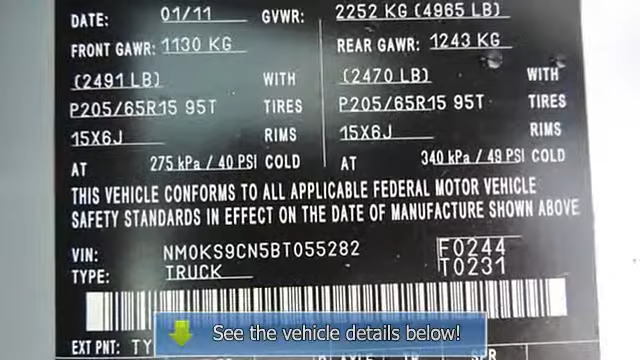 DATE: 01/11 GVWR: 2252 KG (4965 LB)
FRONT GAWR: 1130 KG REAR GAWR: 1243 KG
(2491 LB) WITH (2470 LB) WITH
P205/65R15 95T TIRES P205/65R15 95T TIRES
15X6J RIMS 15X6J RIMS
AT 275 kPa / 40 PSI COLD AT 340 kPa / 49 PSI COLD
THIS VEHICLE CONFORMS TO ALL APPLICABLE FEDERAL MOTOR VEHICLE
SAFETY STANDARDS IN EFFECT ON THE DATE OF MANUFACTURE SHOWN ABOVE
VIN: NM0KS9CN5BT055282 F0244
TYPE: TRUCK T0231
EXT PNT: TY
See the vehicle details below!